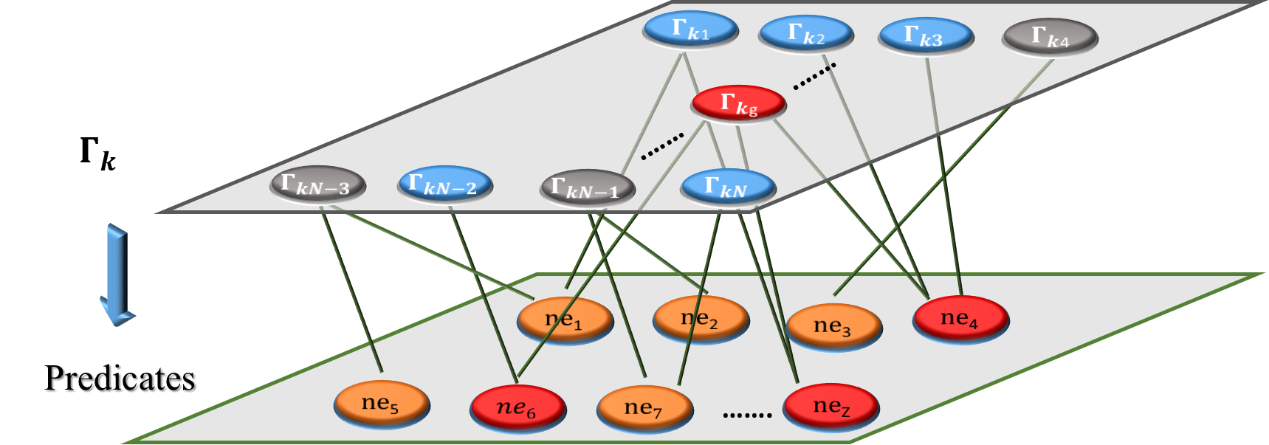 Γk1 Γk2 Γk3 Γk4
Γkg
Γk
ΓkN−3 ΓkN−2 ΓkN−1 ΓkN
ne1 ne2 ne3 ne4
Predicates
ne5 ne6 ne7 ....... nez